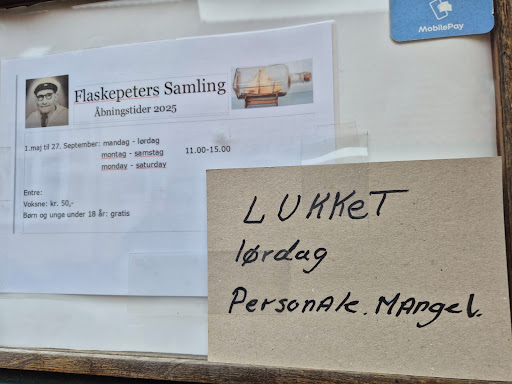 MobilePay
Flaskepeters Samling
Åbningstider 2025
1.maj til 27. September: mandag - lørdag
montag - samstag 11.00-15.00
monday - saturday
Entre:
Voksne: kr. 50,-
Børn og unge under 18 år: gratis
LUKKeT
lørdag
PersonAle. MAngel.